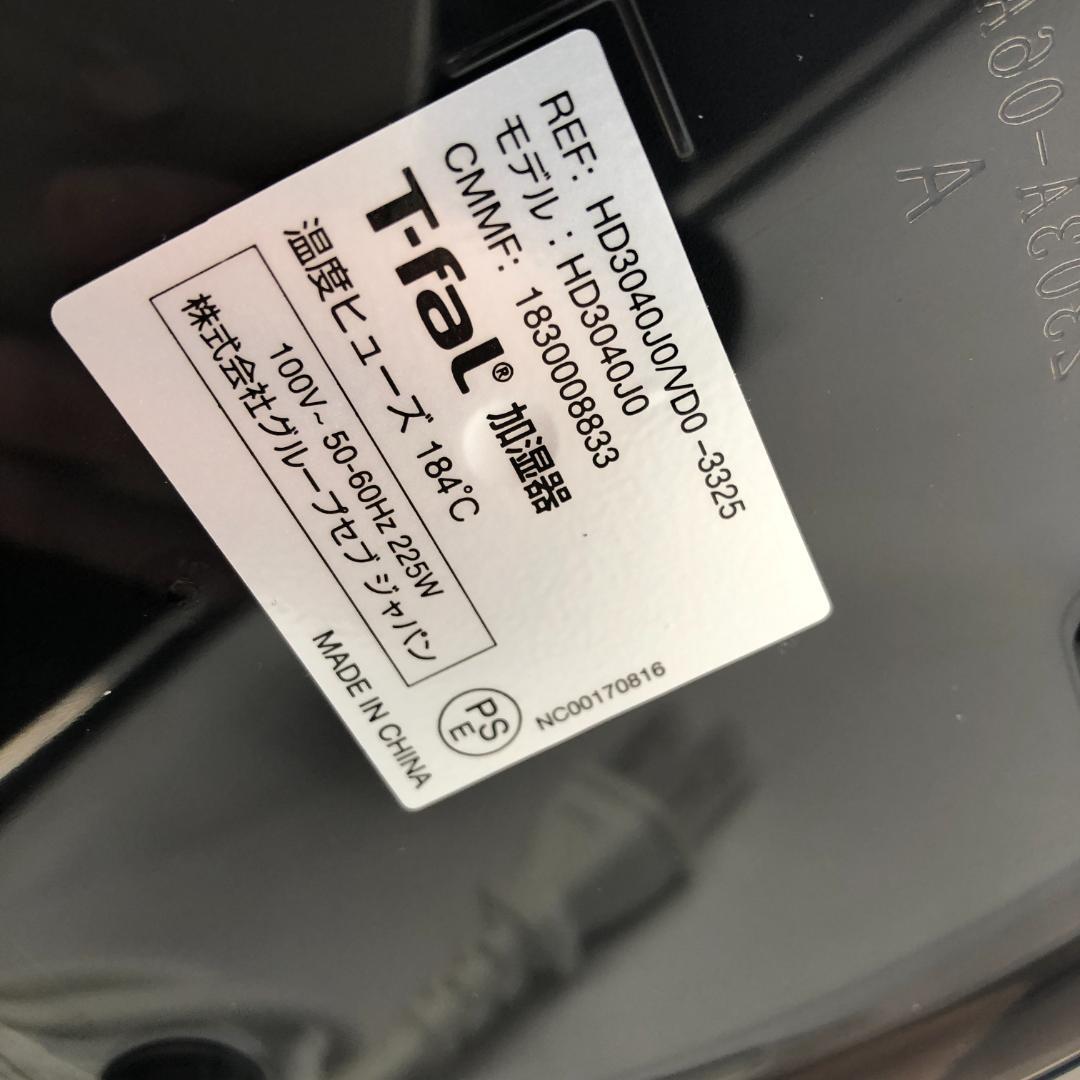 REF: HD3040J0/VD0 -3325
モデル : HD3040J0
CMMF: 1830008833
T-fal® 加湿器
温度ヒューズ 184℃
100V~ 50-60Hz 225W
株式会社グループセブ ジャパン
MADE IN CHINA
PS
E
NC00170816
A